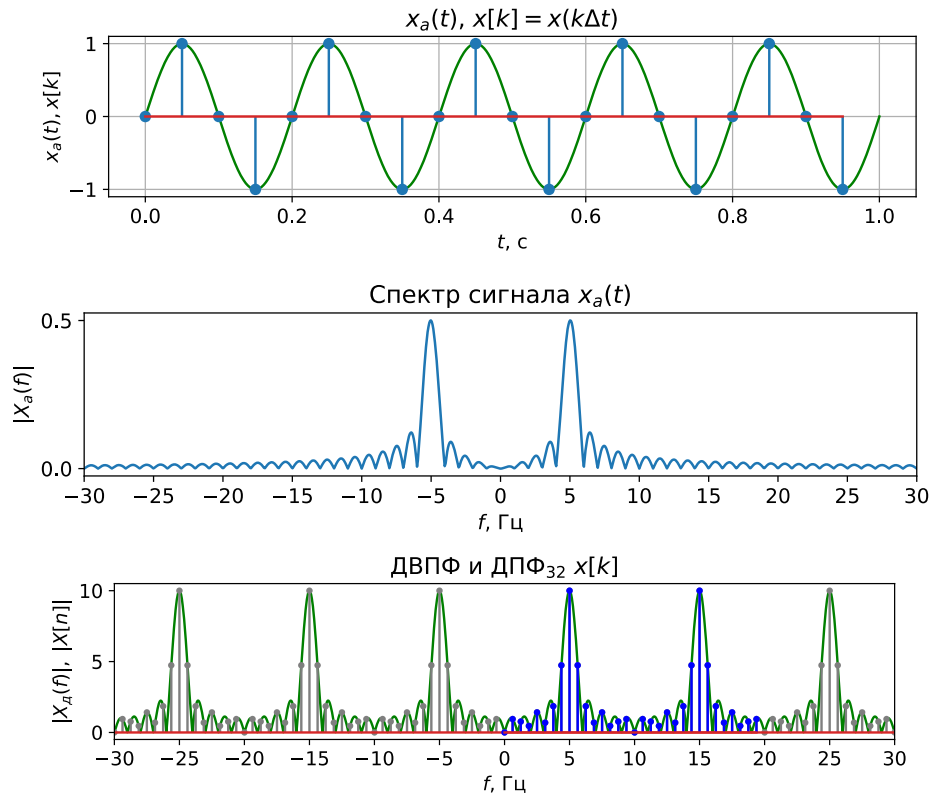 x_a(t), x[k] = x(kΔt)
x_a(t), x[k]
1
0
−1
0.0 0.2 0.4 0.6 0.8 1.0
t, с
Спектр сигнала x_a(t)
|X_a(f)|
0.5
0.0
−30 −25 −20 −15 −10 −5 0 5 10 15 20 25 30
f, Гц
ДВПФ и ДПФ₃₂ x[k]
|X_д(f)|, |X[n]|
10
5
0
−30 −25 −20 −15 −10 −5 0 5 10 15 20 25 30
f, Гц